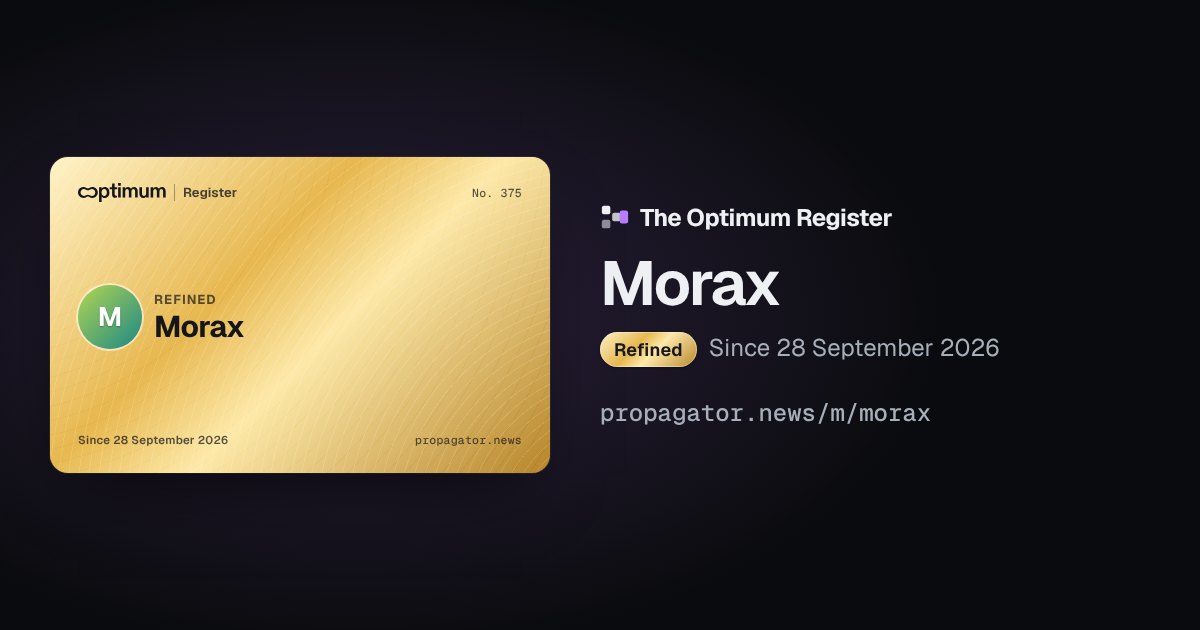 optimum | Register
No. 375
M
REFINED
Morax
Since 28 September 2026
propagator.news
The Optimum Register
Morax
Refined
Since 28 September 2026
propagator.news/m/morax